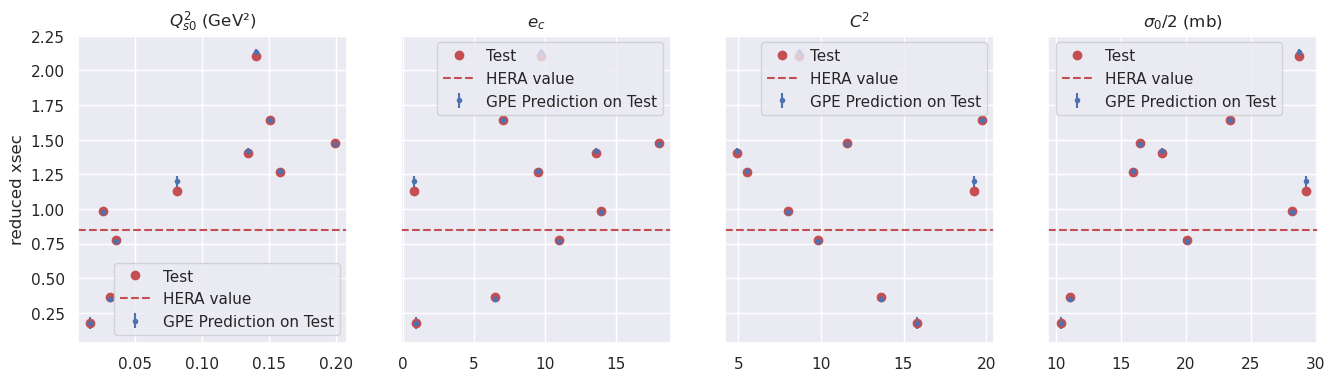 Q²s0 (GeV²)
e_c
C²
σ₀/2 (mb)
reduced xsec
2.25
2.00
1.75
1.50
1.25
1.00
0.75
0.50
0.25
Test
HERA value
GPE Prediction on Test
0.05
0.10
0.15
0.20
Test
HERA value
GPE Prediction on Test
0
5
10
15
Test
HERA value
GPE Prediction on Test
5
10
15
20
Test
HERA value
GPE Prediction on Test
10
15
20
25
30